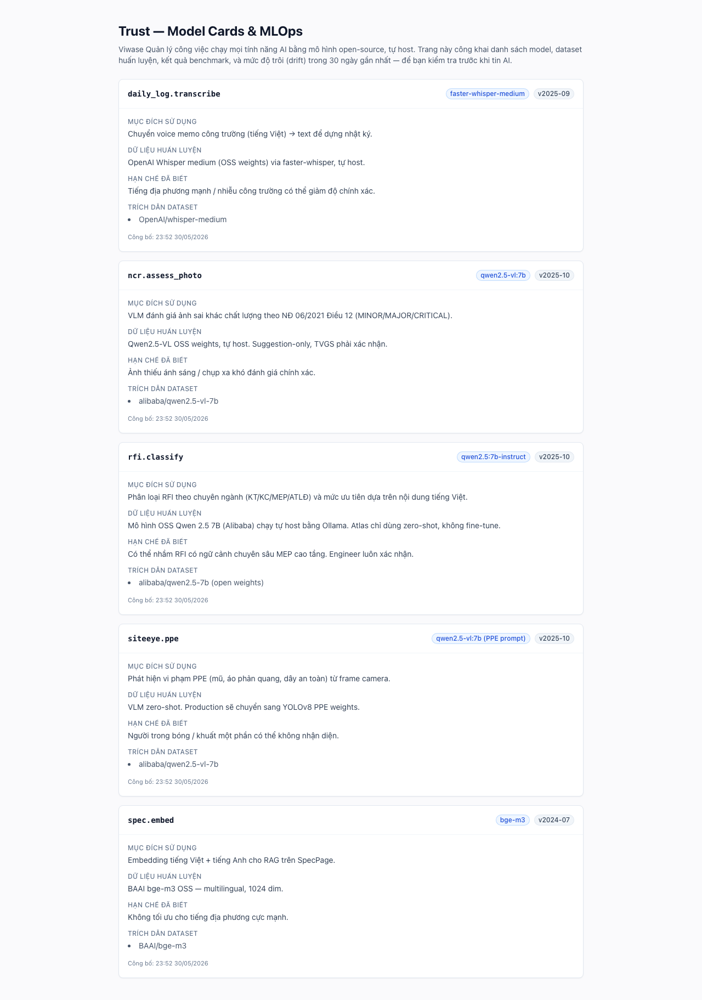 Trust — Model Cards & MLOps
Viwase Quản lý công việc chạy mọi tính năng AI bằng mô hình open-source, tự host. Trang này công khai danh sách model, dataset
huấn luyện, kết quả benchmark, và mức độ trôi (drift) trong 30 ngày gần nhất — để bạn kiểm tra trước khi tin AI.
daily_log.transcribe faster-whisper-medium v2025-09
MỤC ĐÍCH SỬ DỤNG
Chuyển voice memo công trường (tiếng Việt) → text để dựng nhật ký.
DỮ LIỆU HUẤN LUYỆN
OpenAI Whisper medium (OSS weights) via faster-whisper, tự host.
HẠN CHẾ ĐÃ BIẾT
Tiếng địa phương mạnh / nhiễu công trường có thể giảm độ chính xác.
TRÍCH DẪN DATASET
• OpenAI/whisper-medium
Công bố: 23:52 30/05/2026
ncr.assess_photo qwen2.5-vl:7b v2025-10
MỤC ĐÍCH SỬ DỤNG
VLM đánh giá ảnh sai khác chất lượng theo NĐ 06/2021 Điều 12 (MINOR/MAJOR/CRITICAL).
DỮ LIỆU HUẤN LUYỆN
Qwen2.5-VL OSS weights, tự host. Suggestion-only, TVGS phải xác nhận.
HẠN CHẾ ĐÃ BIẾT
Ảnh thiếu ánh sáng / chụp xa khó đánh giá chính xác.
TRÍCH DẪN DATASET
• alibaba/qwen2.5-vl-7b
Công bố: 23:52 30/05/2026
rfi.classify qwen2.5:7b-instruct v2025-10
MỤC ĐÍCH SỬ DỤNG
Phân loại RFI theo chuyên ngành (KT/KC/MEP/ATLĐ) và mức ưu tiên dựa trên nội dung tiếng Việt.
DỮ LIỆU HUẤN LUYỆN
Mô hình OSS Qwen 2.5 7B (Alibaba) chạy tự host bằng Ollama. Atlas chỉ dùng zero-shot, không fine-tune.
HẠN CHẾ ĐÃ BIẾT
Có thể nhầm RFI có ngữ cảnh chuyên sâu MEP cao tầng. Engineer luôn xác nhận.
TRÍCH DẪN DATASET
• alibaba/qwen2.5-7b (open weights)
Công bố: 23:52 30/05/2026
siteeye.ppe qwen2.5-vl:7b (PPE prompt) v2025-10
MỤC ĐÍCH SỬ DỤNG
Phát hiện vi phạm PPE (mũ, áo phản quang, dây an toàn) từ frame camera.
DỮ LIỆU HUẤN LUYỆN
VLM zero-shot. Production sẽ chuyển sang YOLOv8 PPE weights.
HẠN CHẾ ĐÃ BIẾT
Người trong bóng / khuất một phần có thể không nhận diện.
TRÍCH DẪN DATASET
• alibaba/qwen2.5-vl-7b
Công bố: 23:52 30/05/2026
spec.embed bge-m3 v2024-07
MỤC ĐÍCH SỬ DỤNG
Embedding tiếng Việt + tiếng Anh cho RAG trên SpecPage.
DỮ LIỆU HUẤN LUYỆN
BAAI bge-m3 OSS — multilingual, 1024 dim.
HẠN CHẾ ĐÃ BIẾT
Không tối ưu cho tiếng địa phương cực mạnh.
TRÍCH DẪN DATASET
• BAAI/bge-m3
Công bố: 23:52 30/05/2026